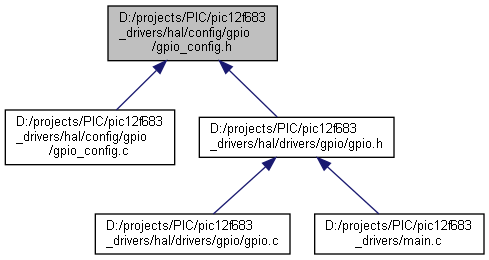 D:/projects/PIC/pic12f683
_drivers/hal/config/gpio
/gpio_config.h
D:/projects/PIC/pic12f683
_drivers/hal/config/gpio
/gpio_config.c
D:/projects/PIC/pic12f683
_drivers/hal/drivers/gpio/gpio.h
D:/projects/PIC/pic12f683
_drivers/hal/drivers/gpio/gpio.c
D:/projects/PIC/pic12f683
_drivers/main.c